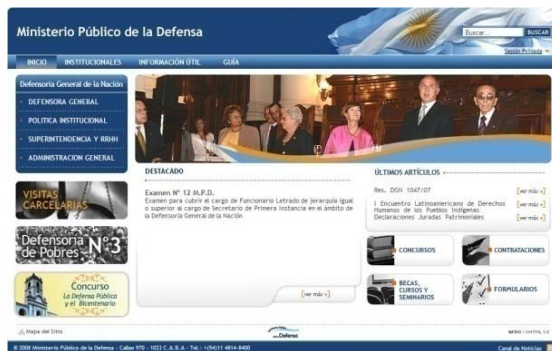 Ministerio Público de la Defensa
Buscar...
BUSCAR
Sesión Privada
INICIO
INSTITUCIONALES
INFORMACIÓN ÚTIL
GUÍA
Defensoría General de la Nación
DEFENSORA GENERAL
POLITICA INSTITUCIONAL
SUPERINTENDENCIA Y RRHH
ADMINISTRACION GENERAL
VISITAS
CARCELARIAS
Defensoria
de Pobres Nº3
Concurso
La Defensa Pública
y el Bicentenario
DESTACADO
Examen Nº 12 M.P.D.
Examen para cubrir el cargo de Funcionario Letrado de jerarquía igual
o superior al cargo de Secretario de Primera Instancia en el ámbito de
la Defensoría General de la Nación
[ver más +]
ÚLTIMOS ARTÍCULOS
Res. DGN 1047/07
[ver más +]
I Encuentro Latinoamericano de Derechos
Humanos de los Pueblos Indígenas
[ver más +]
Declaraciones Juradas Patrimoniales
[ver más +]
CONCURSOS
CONTRATACIONES
BECAS,
CURSOS Y
SEMINARIOS
FORMULARIOS
Mapa del Sitio
Defensa
© 2008 Ministerio Público de la Defensa - Callao 970 - 1023 C.A.B.A - Tel.: +(54)11 4814-8400
Canal de Noticias